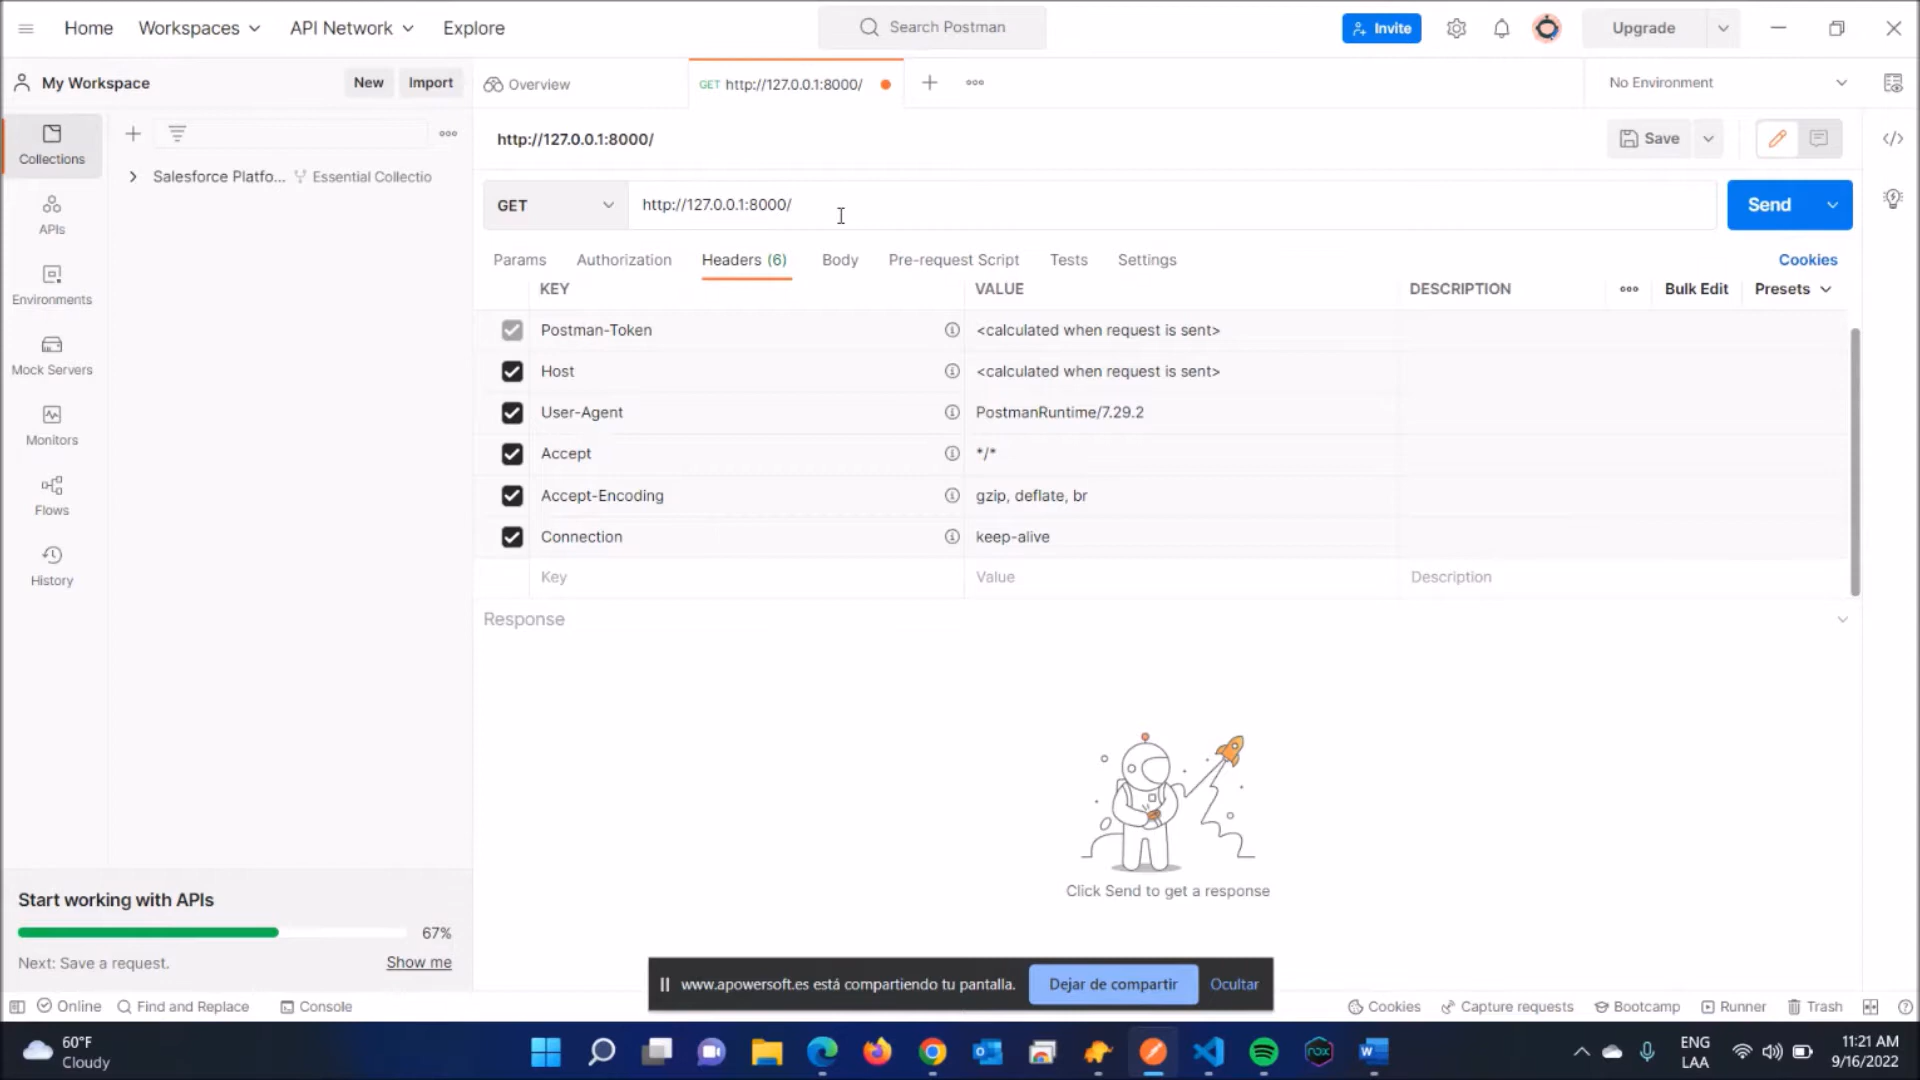 Home Workspaces API Network Explore Search Postman Invite Upgrade
My Workspace New Import Overview GET http://127.0.0.1:8000/ No Environment
Collections
http://127.0.0.1:8000/ Save
Salesforce Platfo... Essential Collectio
GET http://127.0.0.1:8000/ Send
APIs
Params Authorization Headers (6) Body Pre-request Script Tests Settings Cookies
Environments
KEY VALUE DESCRIPTION Bulk Edit Presets
Postman-Token <calculated when request is sent>
Mock Servers
Host <calculated when request is sent>
User-Agent PostmanRuntime/7.29.2
Monitors
Accept */*
Accept-Encoding gzip, deflate, br
Flows
Connection keep-alive
History
Key Value Description
Response
Click Send to get a response
Start working with APIs
67%
Next: Save a request. Show me
www.apowersoft.es está compartiendo tu pantalla. Dejar de compartir Ocultar
Online Find and Replace Console Cookies Capture requests Bootcamp Runner Trash
60°F
Cloudy
nox
ENG
LAA
11:21 AM
9/16/2022